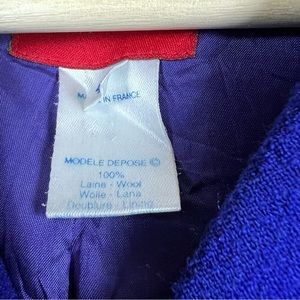 MADE IN FRANCE
MODELE DEPOSE ©
100%
Laine - Wool
Wolle - Lana
Doublure - Lining